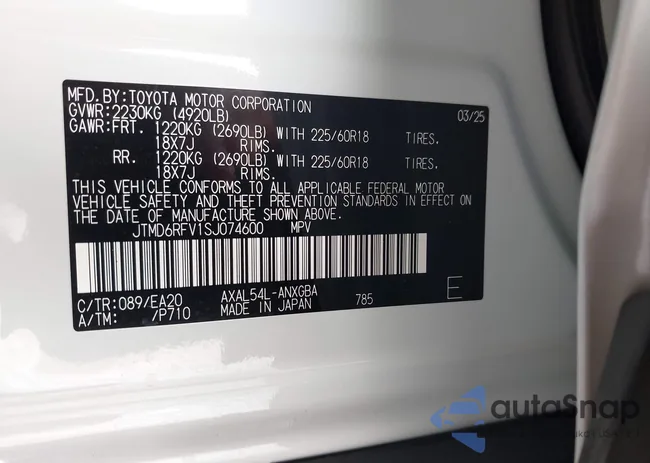 MFD.BY:TOYOTA MOTOR CORPORATION 03/25
GVWR:2230KG (4920LB)
GAWR:FRT. 1220KG (2690LB) WITH 225/60R18 TIRES.
18X7J RIMS.
RR. 1220KG (2690LB) WITH 225/60R18 TIRES.
18X7J RIMS.
THIS VEHICLE CONFORMS TO ALL APPLICABLE FEDERAL MOTOR
VEHICLE SAFETY AND THEFT PREVENTION STANDARDS IN EFFECT ON
THE DATE OF MANUFACTURE SHOWN ABOVE.
JTMD6RFV1SJ074600 MPV
C/TR:089/EA20 AXAL54L-ANXGBA 785 E
A/TM: /P710 MADE IN JAPAN
autoSnap